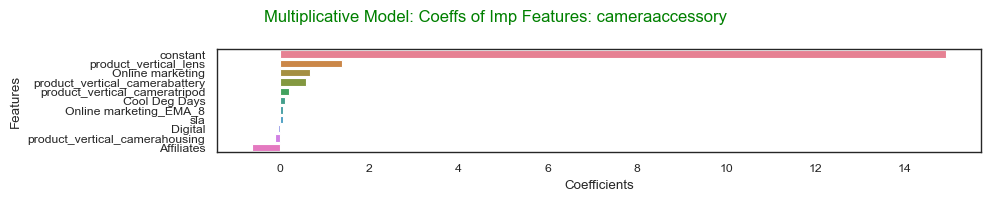 Multiplicative Model: Coeffs of Imp Features: cameraaccessory
constant
product_vertical_lens
Online marketing
product_vertical_camerabattery
product_vertical_cameratripod
Cool Deg Days
Online marketing_EMA_8
sla
Digital
product_vertical_camerahousing
Affiliates
Features
0 2 4 6 8 10 12 14
Coefficients